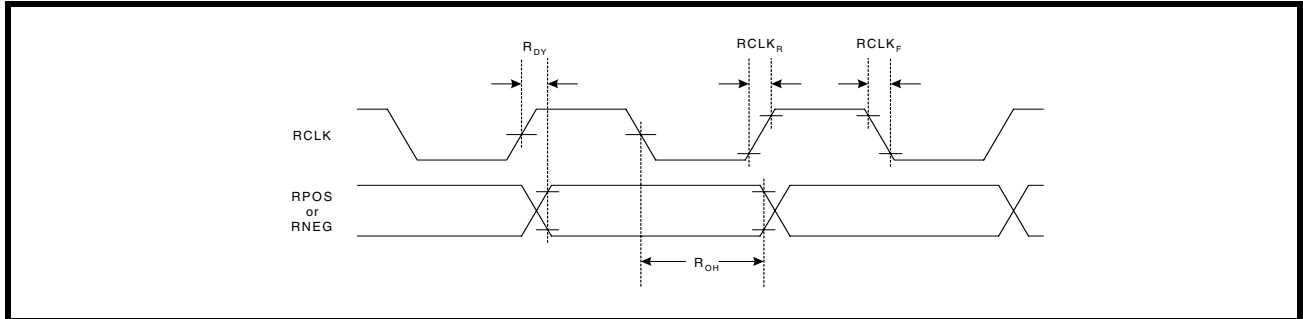 R_DY
RCLK_R
RCLK_F
RCLK
RPOS
or
RNEG
R_OH